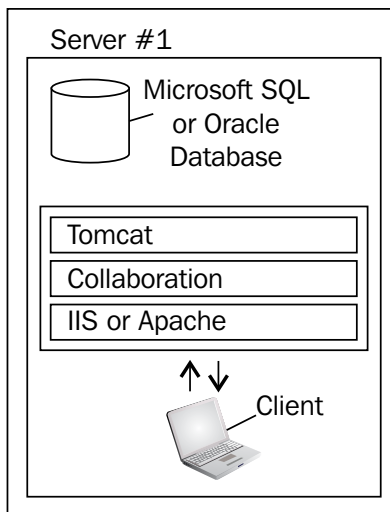 Server #1
Microsoft SQL
or Oracle
Database
Tomcat
Collaboration
IIS or Apache
Client